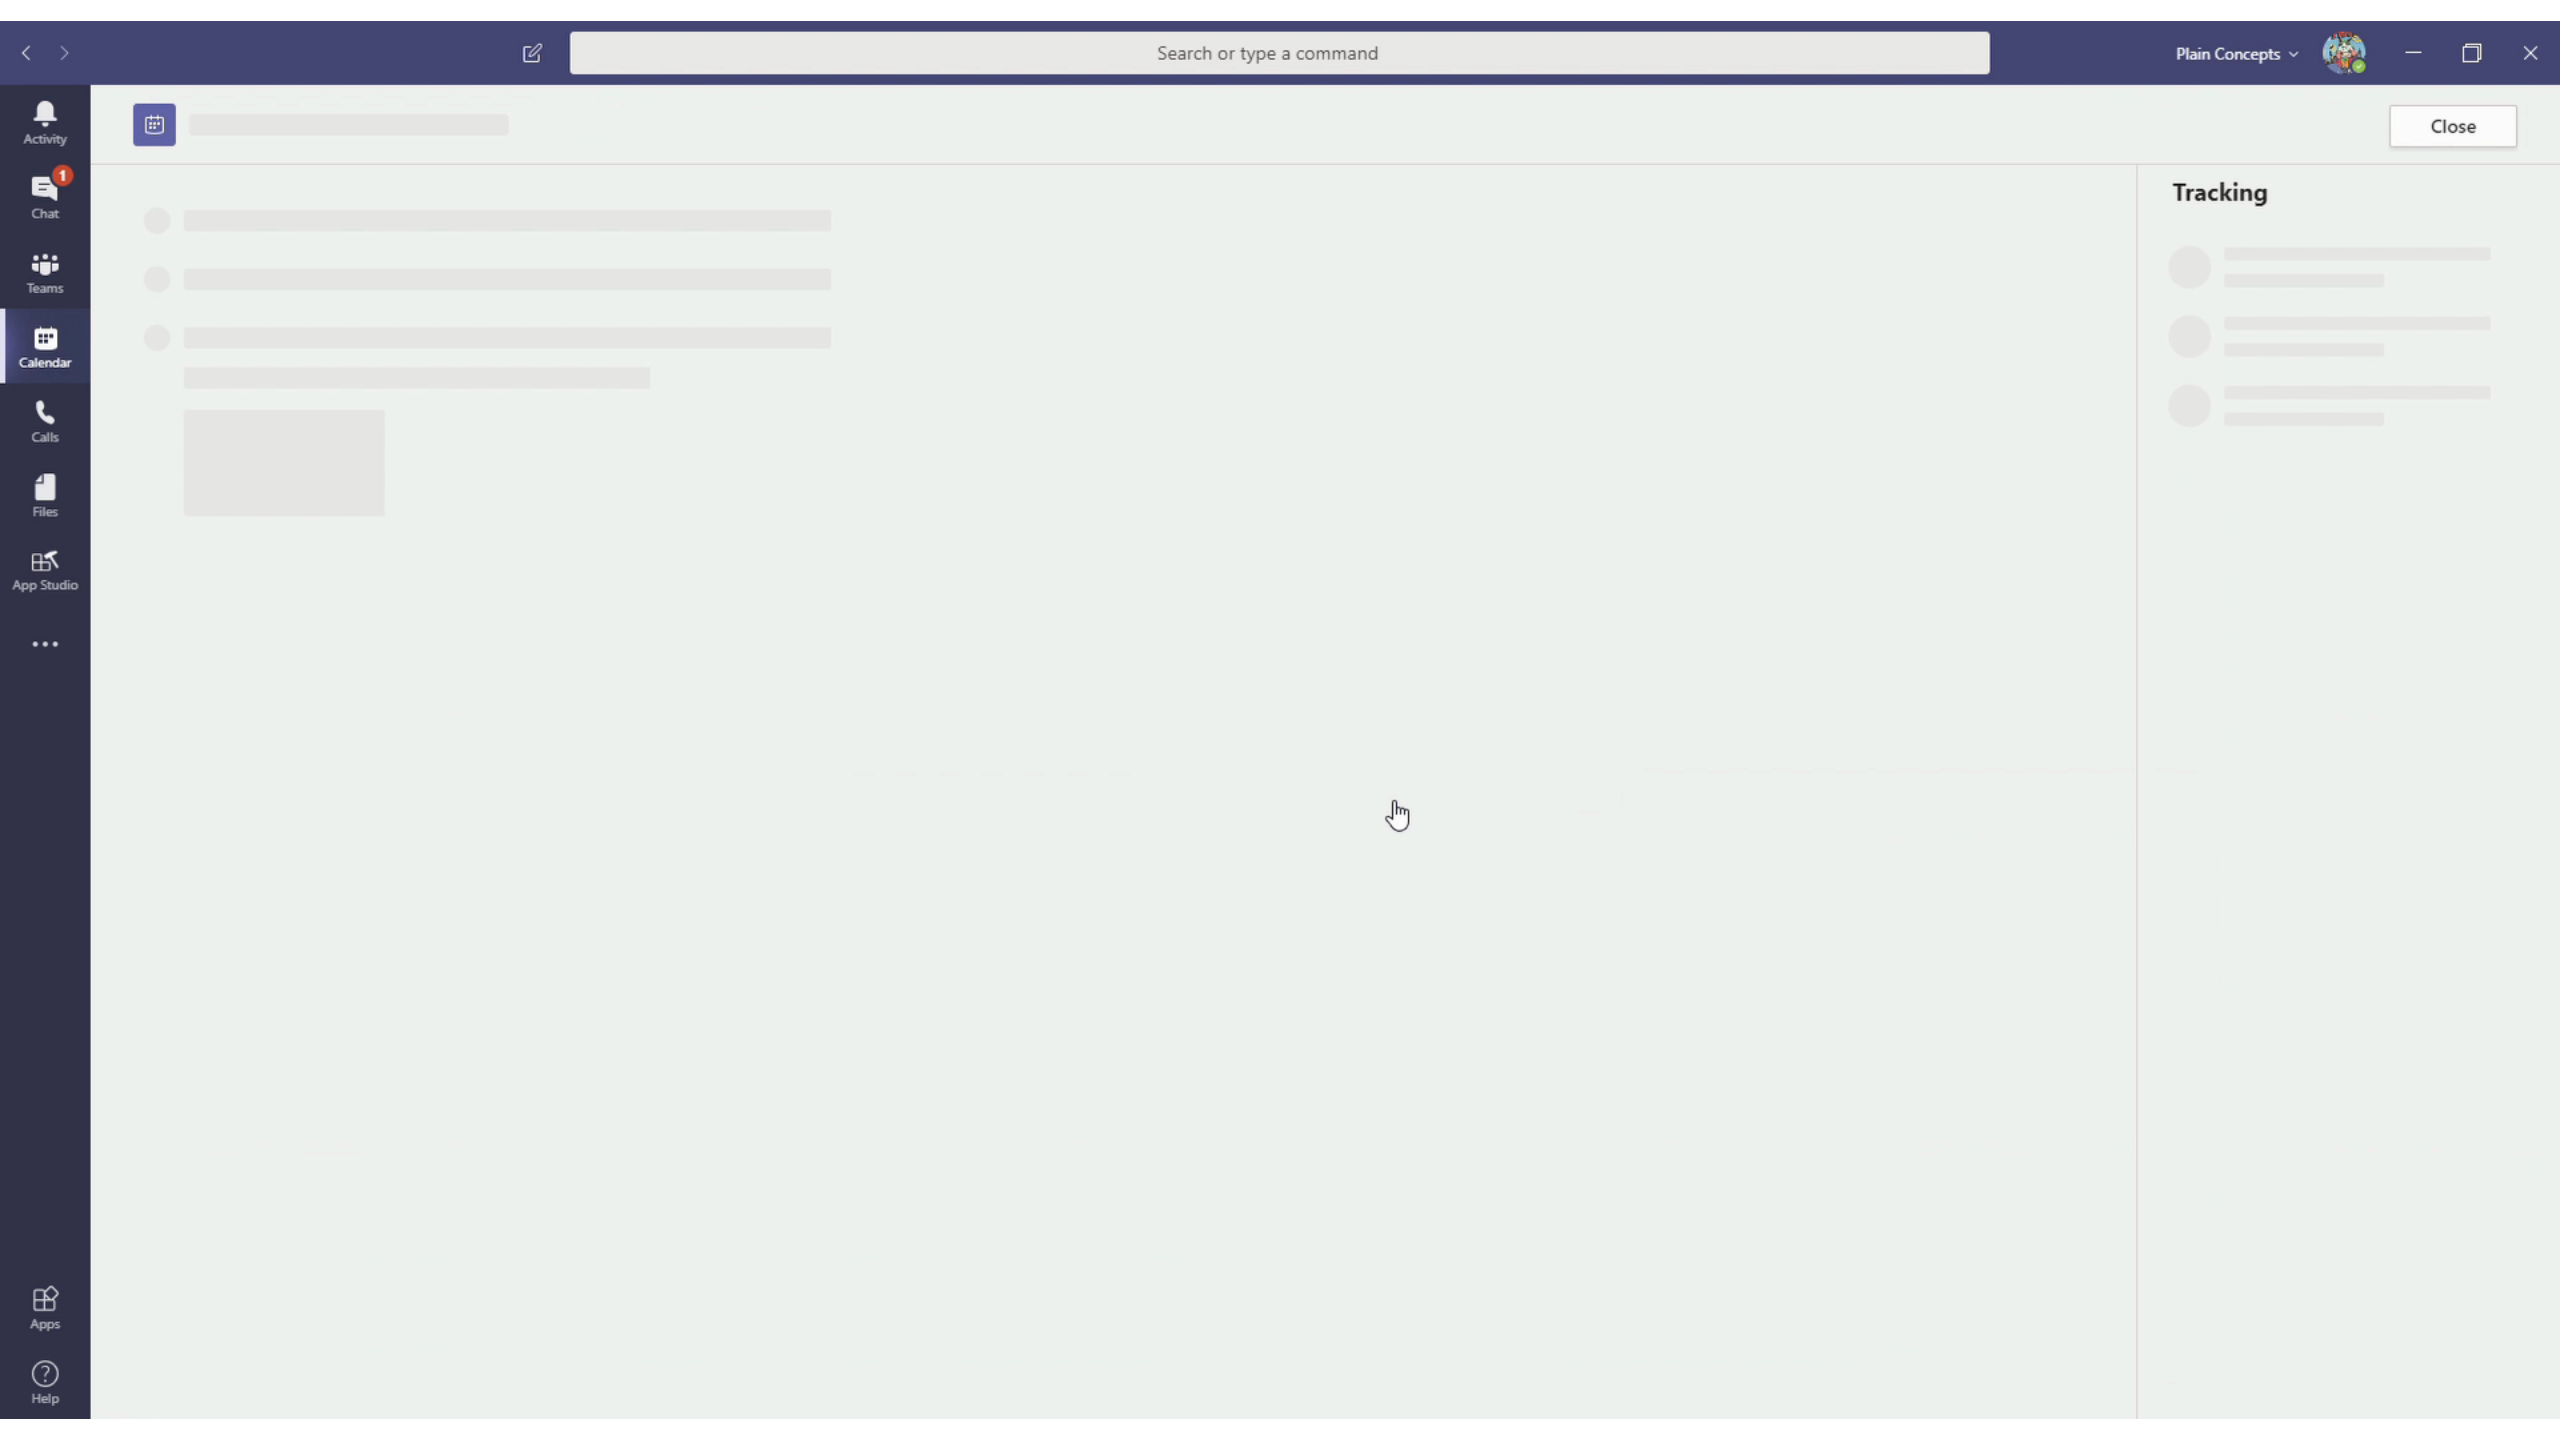 Search or type a command
Plain Concepts
Activity
1
Chat
Teams
Calendar
Calls
Files
App Studio
Close
Tracking
Apps
Help